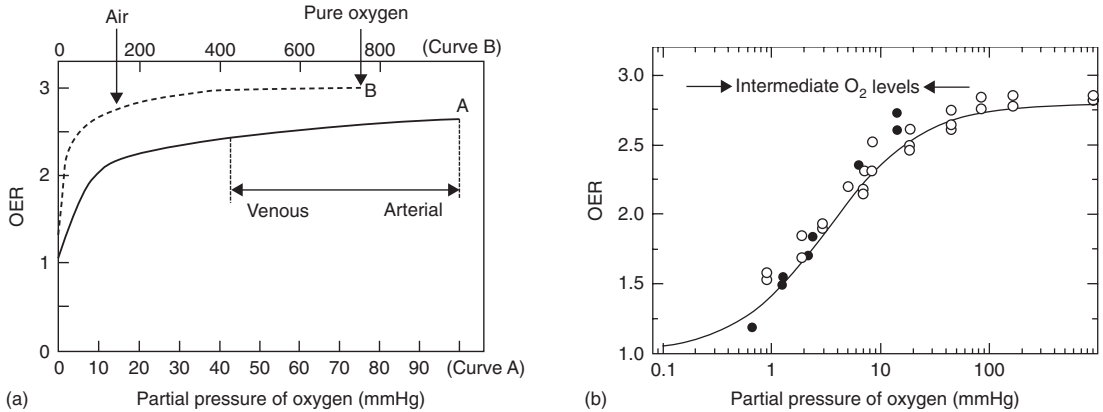 Air
Pure oxygen
0 200 400 600 800 (Curve B)
3
2
1
0
OER
B
A
Venous
Arterial
0 10 20 30 40 50 60 70 80 90 (Curve A)
(a) Partial pressure of oxygen (mmHg)
3.0
2.5
2.0
1.5
1.0
OER
Intermediate O₂ levels
0.1 1 10 100
(b) Partial pressure of oxygen (mmHg)